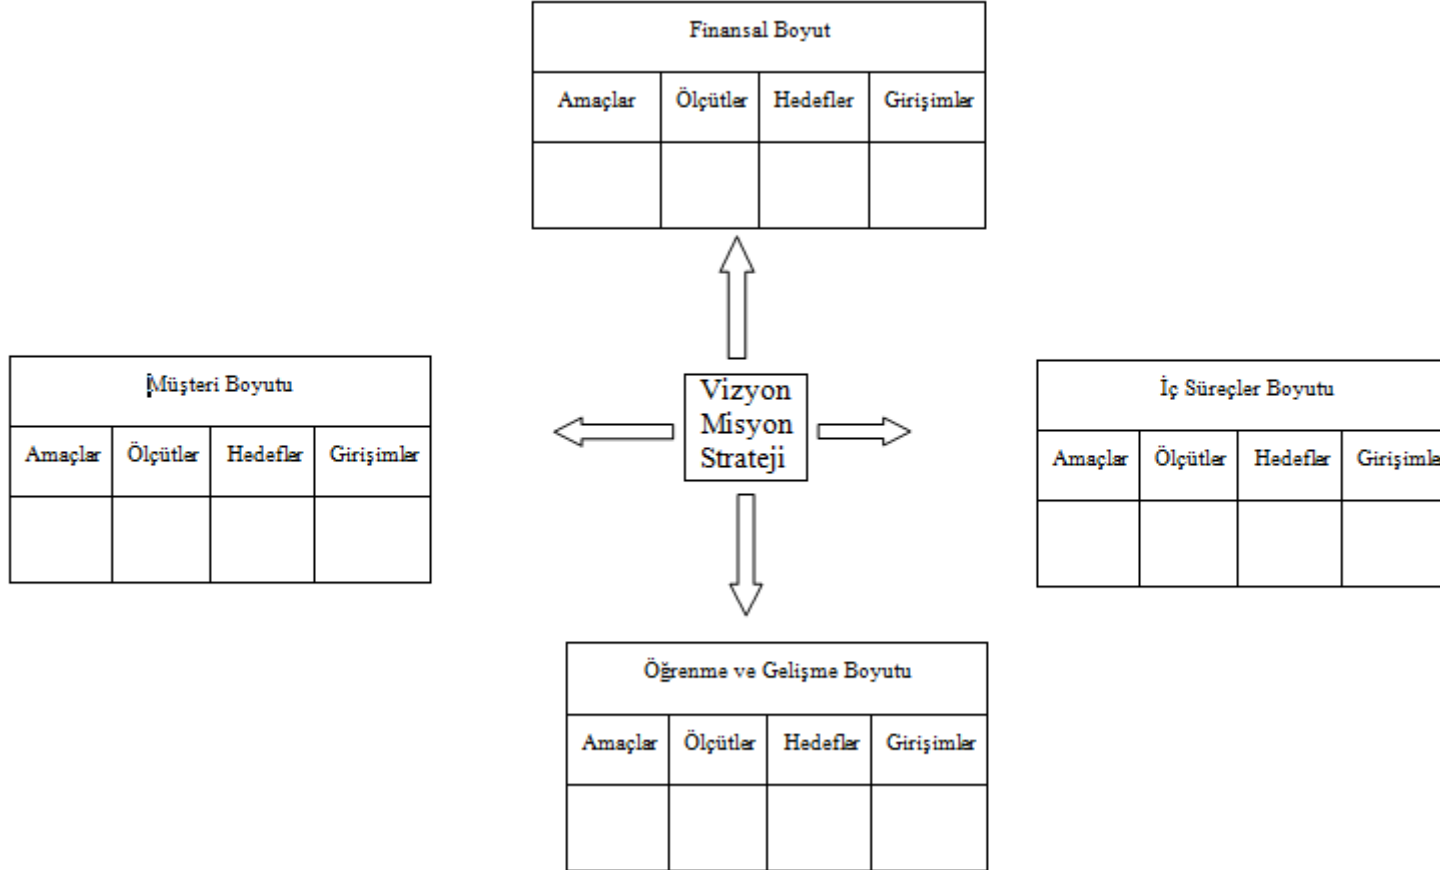 Finansal Boyut
Amaçlar Ölçütler Hedefler Girişimler
Müşteri Boyutu
Amaçlar Ölçütler Hedefler Girişimler
Vizyon
Misyon
Strateji
İç Süreçler Boyutu
Amaçlar Ölçütler Hedefler Girişimle
Öğrenme ve Gelişme Boyutu
Amaçlar Ölçütler Hedefler Girişimler